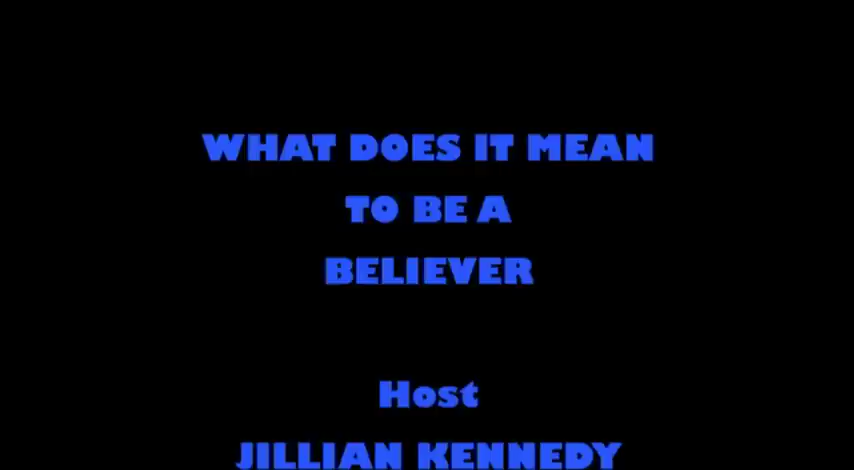 WHAT DOES IT MEAN
TO BE A
BELIEVER
Host
JILLIAN KENNEDY